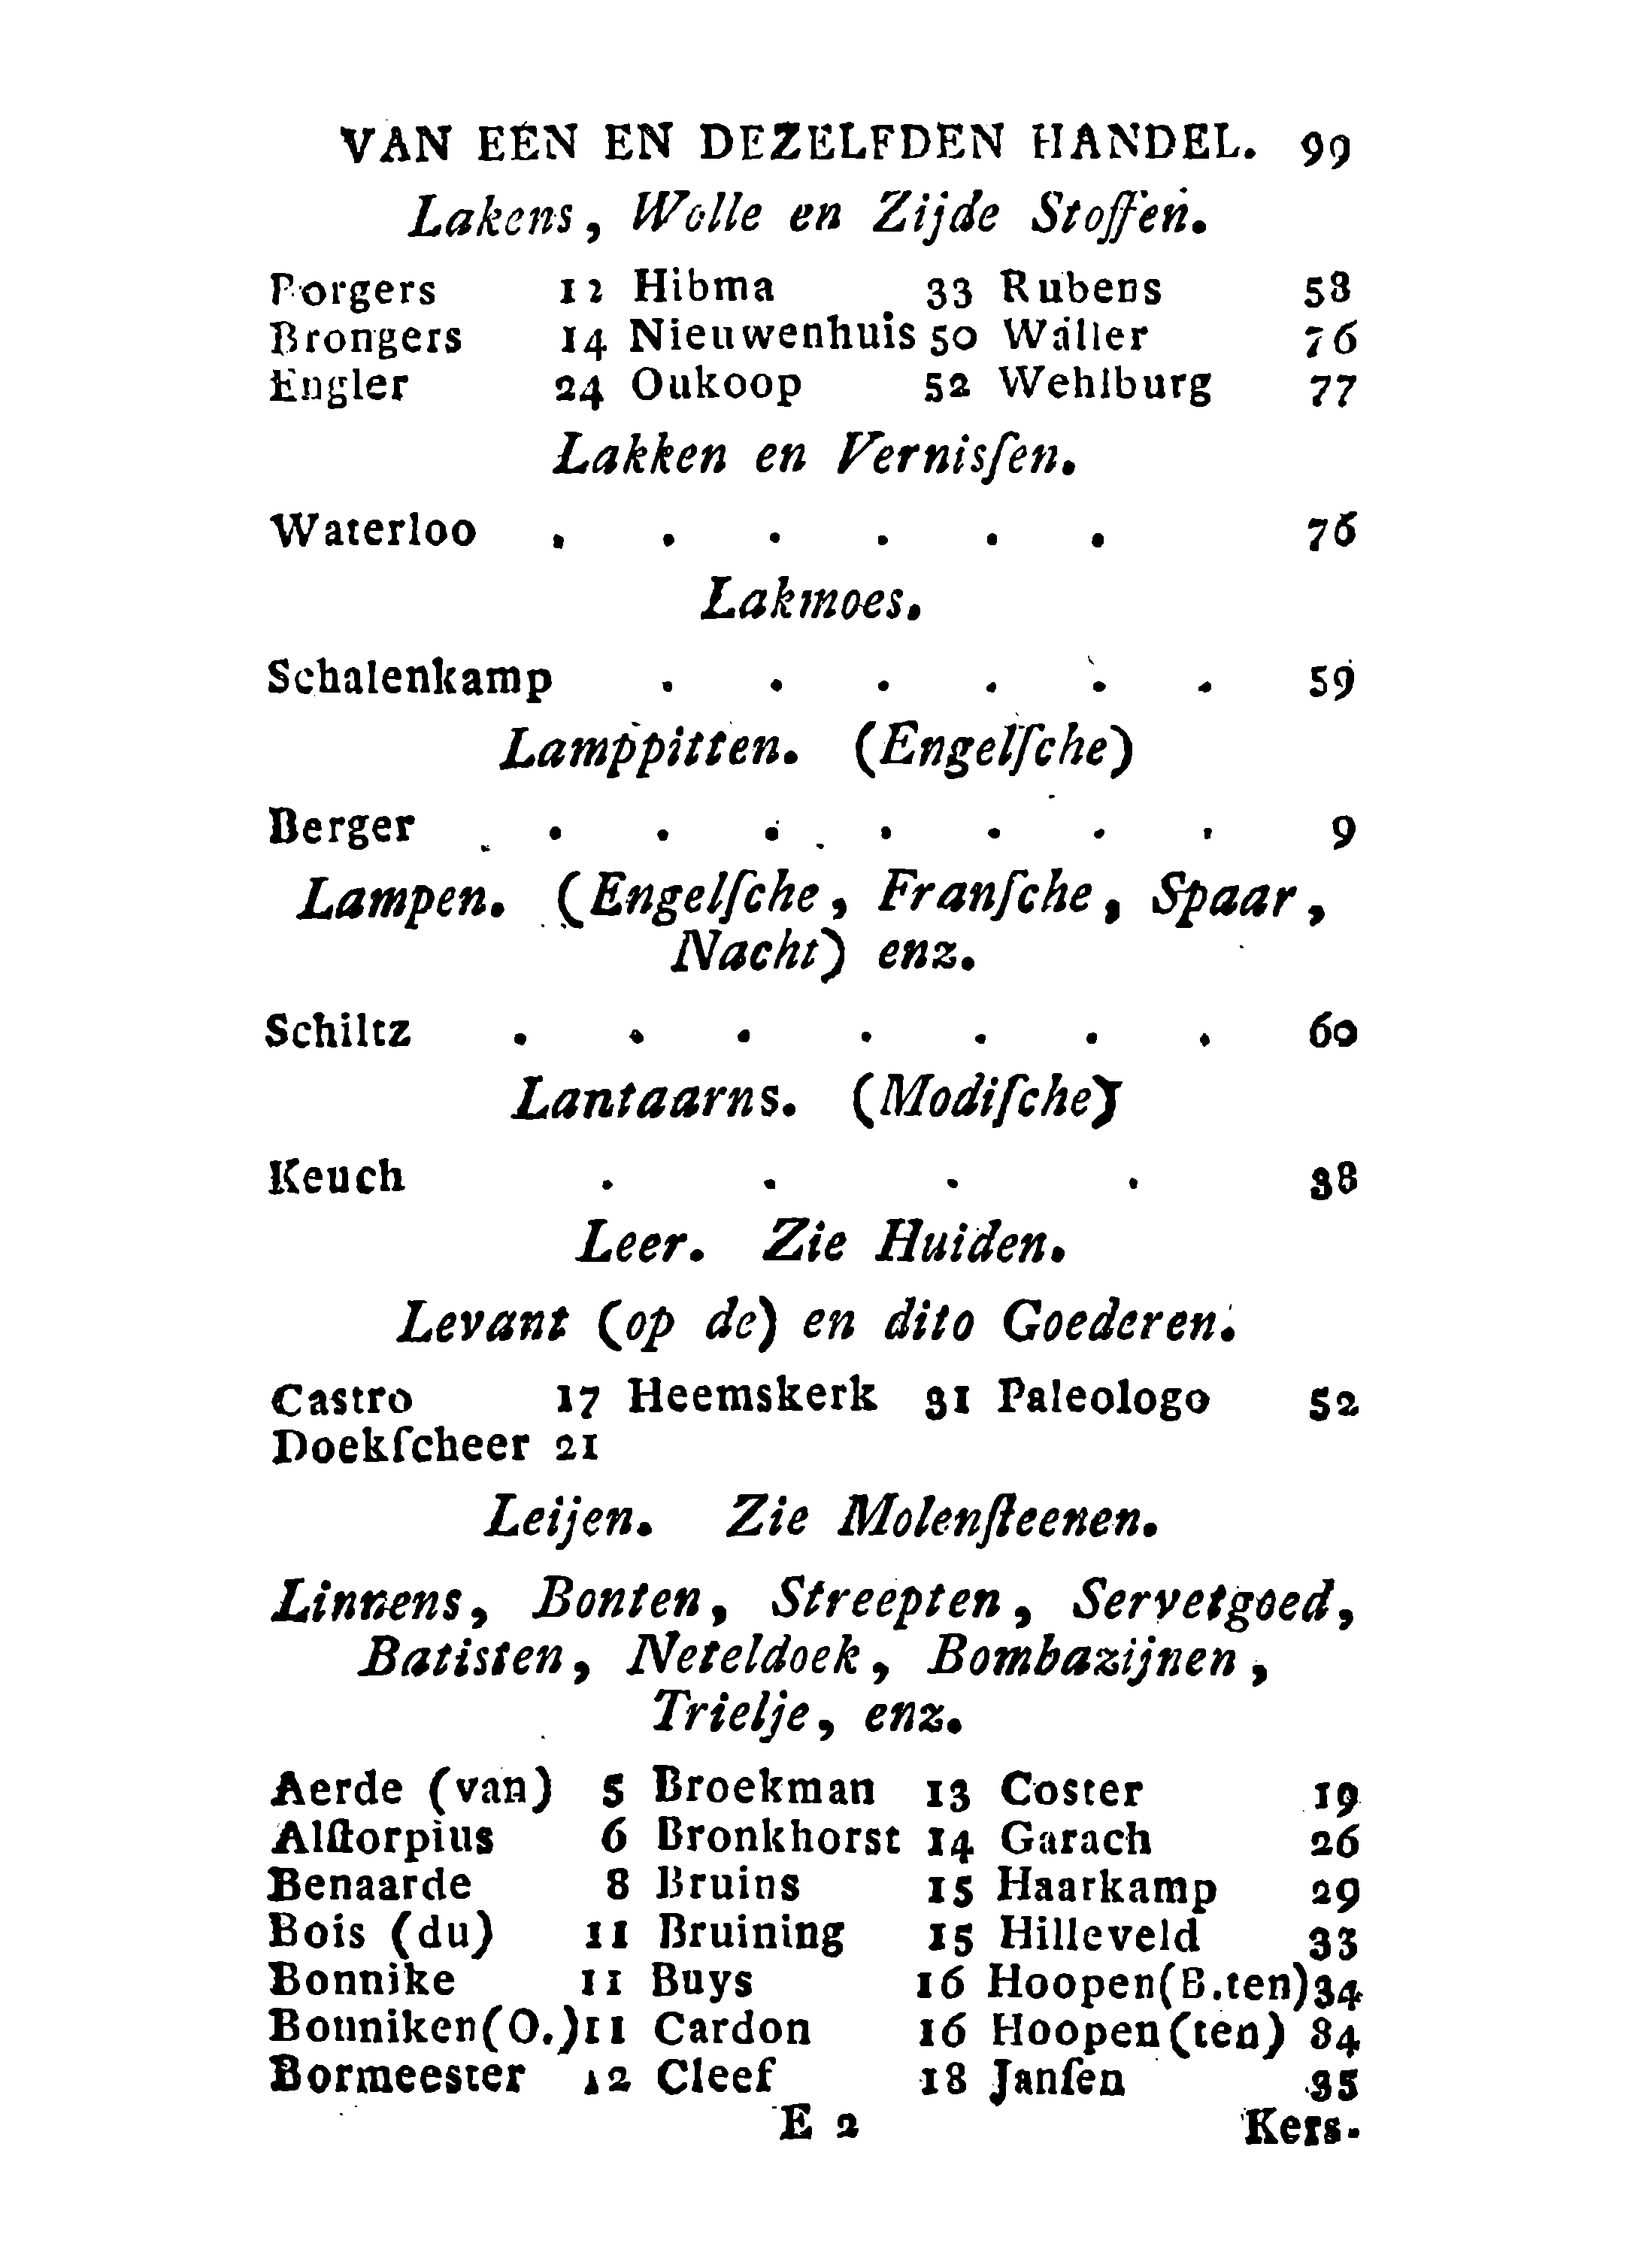 VAN EÉN EN DEZELFDEN HANDEL. 99
Lakens, Wolle en Zijde Stoffen.
Borgers 12 Hibma 33 Rubens 58
Brongers 14 Nieuwenhuis 50 Waller 76
Engler 24 Oukoop 52 Wehlburg 77
Lakken en Vernisſen.
Waterloo . . . . . . 76
Lakmoes.
Schalenkamp . . . . . . 59
Lamppitten. (Engelſche)
Berger . . . . . . . 9
Lampen. (Engelſche, Franſche, Spaar,
Nacht) enz.
Schiltz . . . . . . . 60
Lantaarns. (Modiſche)
Keuch . . . . 38
Leer. Zie Huiden.
Levant (op de) en dito Goederen.
Castro 17 Heemskerk 31 Paleologo 52
Doekſcheer 21
Leijen. Zie Molenſteenen.
Linnens, Bonten, Streepten, Servetgoed,
Batisten, Neteldoek, Bombazijnen,
Trielje, enz.
Aerde (van) 5 Broekman 13 Coster 19
Alſtorpius 6 Bronkhorst 14 Garach 26
Benaarde 8 Bruins 15 Haarkamp 29
Bois (du) 11 Bruining 15 Hilleveld 33
Bonnike 11 Buys 16 Hoopen(B.ten)34
Bonniken(O.)11 Cardon 16 Hoopen(ten) 34
Bormeester 12 Cleef 18 Janſen 35
E 2 Kers-